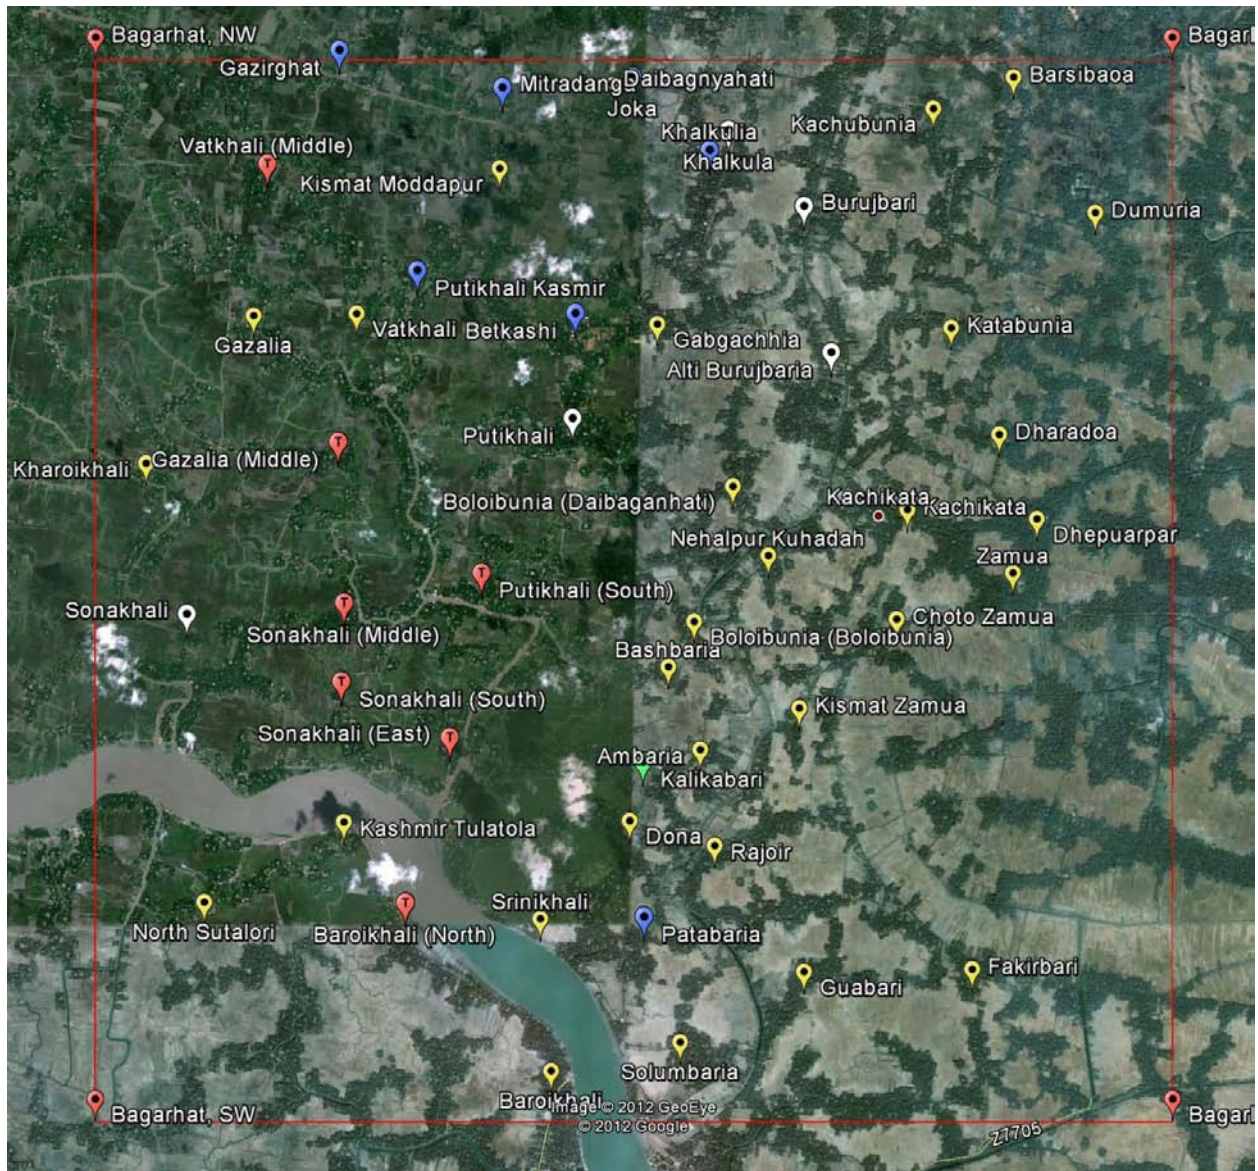 Bagarhat, NW
Bagarh
Gazirghat
Mitradanga
Daibagnyahati
Joka
Barsibaoa
Kachubunia
Khalkulia
Khalkula
Vatkhali (Middle)
Kismat Moddapur
Burujbari
Dumuria
Putikhali Kasmir
Gazalia
Vatkhali
Betkashi
Gabgachhia
Katabunia
Alti Burujbaria
Putikhali
Dharadoa
Kharoikhali
Gazalia (Middle)
T
Boloibunia (Daibaganhati)
Kachikata
Kachikata
Dhepuarpar
Nehalpur Kuhadah
Zamua
Putikhali (South)
T
Sonakhali
Sonakhali (Middle)
T
Choto Zamua
Boloibunia (Boloibunia)
Bashbaria
Sonakhali (South)
T
Kismat Zamua
Sonakhali (East)
T
Ambaria
Kalikabari
Kashmir Tulatola
Dona
Rajoir
North Sutalori
T
Baroikhali (North)
Srinikhali
Patabaria
Fakirbari
Guabari
Solumbaria
Baroikhali
Bagarhat, SW
Bagarh
Image © 2012 GeoEye
© 2012 Google
Z7705
T